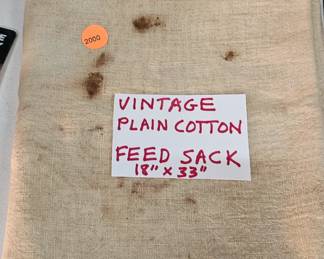 2000
VINTAGE
PLAIN COTTON
FEED SACK
18" x 33"